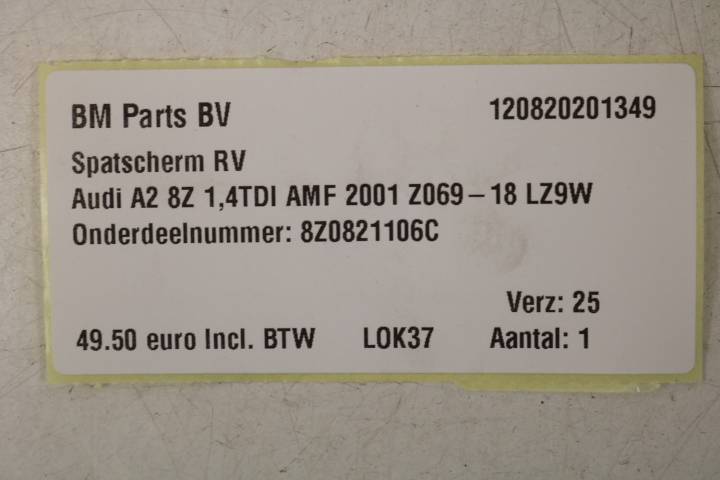 BM Parts BV 120820201349
Spatscherm RV
Audi A2 8Z 1,4TDI AMF 2001 Z069-18 LZ9W
Onderdeelnummer: 8Z0821106C
Verz: 25
49.50 euro Incl. BTW LOK37 Aantal: 1